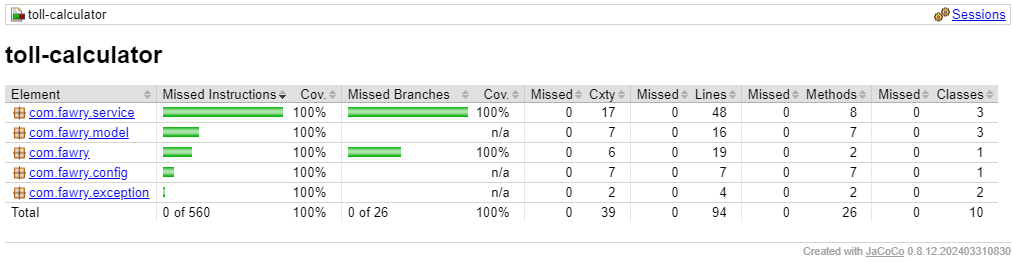 toll-calculator Sessions
toll-calculator
Element Missed Instructions Cov. Missed Branches Cov. Missed Cxty Missed Lines Missed Methods Missed Classes
com.fawry.service 100% 100% 0 17 0 48 0 8 0 3
com.fawry.model 100% n/a 0 7 0 16 0 7 0 3
com.fawry 100% 100% 0 6 0 19 0 2 0 1
com.fawry.config 100% n/a 0 7 0 7 0 7 0 1
com.fawry.exception 100% n/a 0 2 0 4 0 2 0 2
Total 0 of 560 100% 0 of 26 100% 0 39 0 94 0 26 0 10
Created with JaCoCo 0.8.12.202403310830